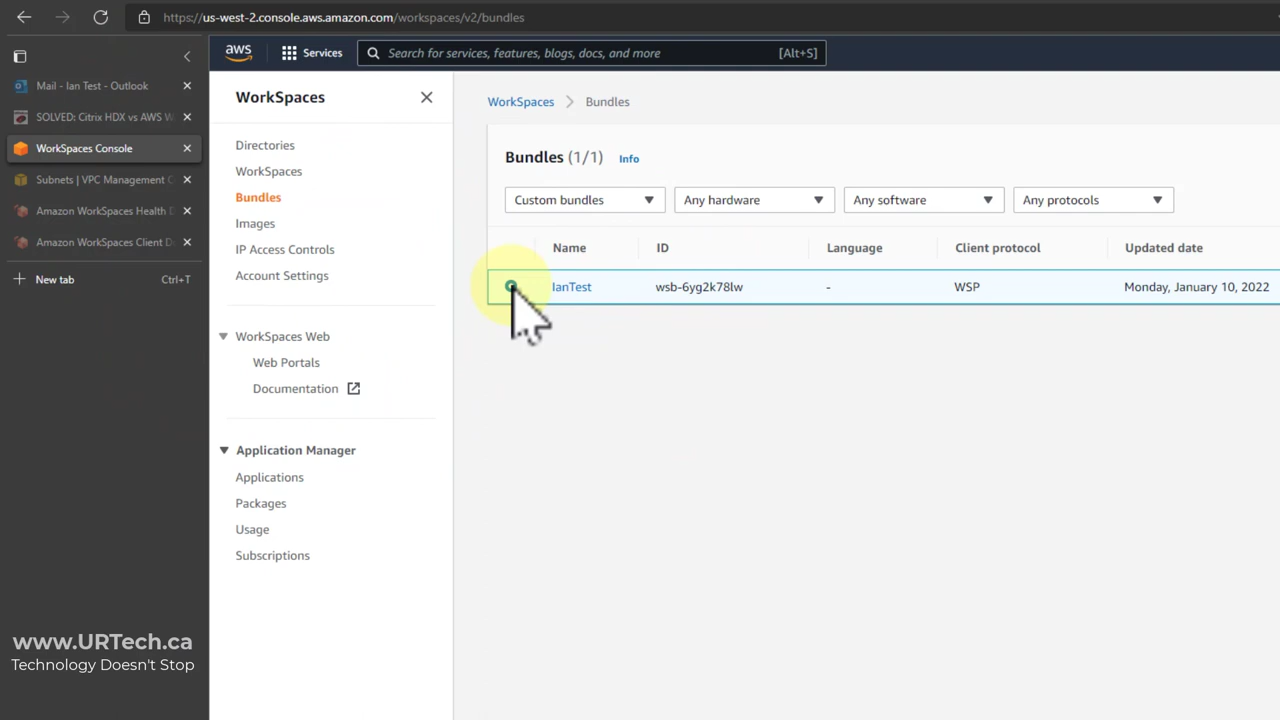 https://us-west-2.console.aws.amazon.com/workspaces/v2/bundles
Mail - Ian Test - Outlook
SOLVED: Citrix HDX vs AWS W
WorkSpaces Console
Subnets | VPC Management C
Amazon WorkSpaces Health D
Amazon WorkSpaces Client D
New tab Ctrl+T
aws Services Search for services, features, blogs, docs, and more [Alt+S]
WorkSpaces
Directories
WorkSpaces
Bundles
Images
IP Access Controls
Account Settings
WorkSpaces Web
Web Portals
Documentation
Application Manager
Applications
Packages
Usage
Subscriptions
WorkSpaces Bundles
Bundles (1/1) Info
Custom bundles Any hardware Any software Any protocols
Name ID Language Client protocol Updated date
IanTest wsb-6yg2k78lw - WSP Monday, January 10, 2022
www.URTech.ca
Technology Doesn't Stop